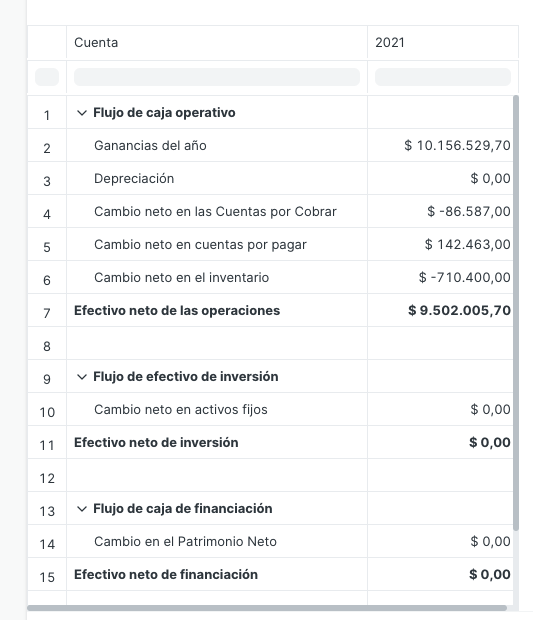 Cuenta 2021
1 Flujo de caja operativo
2 Ganancias del año $ 10.156.529,70
3 Depreciación $ 0,00
4 Cambio neto en las Cuentas por Cobrar $ -86.587,00
5 Cambio neto en cuentas por pagar $ 142.463,00
6 Cambio neto en el inventario $ -710.400,00
7 Efectivo neto de las operaciones $ 9.502.005,70
8
9 Flujo de efectivo de inversión
10 Cambio neto en activos fijos $ 0,00
11 Efectivo neto de inversión $ 0,00
12
13 Flujo de caja de financiación
14 Cambio en el Patrimonio Neto $ 0,00
15 Efectivo neto de financiación $ 0,00